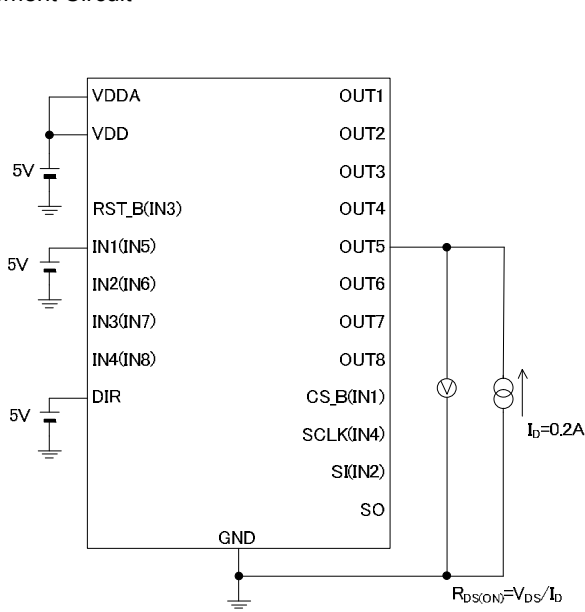 VDDA
OUT1
VDD
OUT2
5V
OUT3
RST_B(IN3)
OUT4
5V
IN1(IN5)
OUT5
IN2(IN6)
OUT6
IN3(IN7)
OUT7
IN4(IN8)
OUT8
5V
DIR
V
CS_B(IN1)
SCLK(IN4)
I_D=0.2A
SI(IN2)
SO
GND
R_DS(ON)=V_DS/I_D